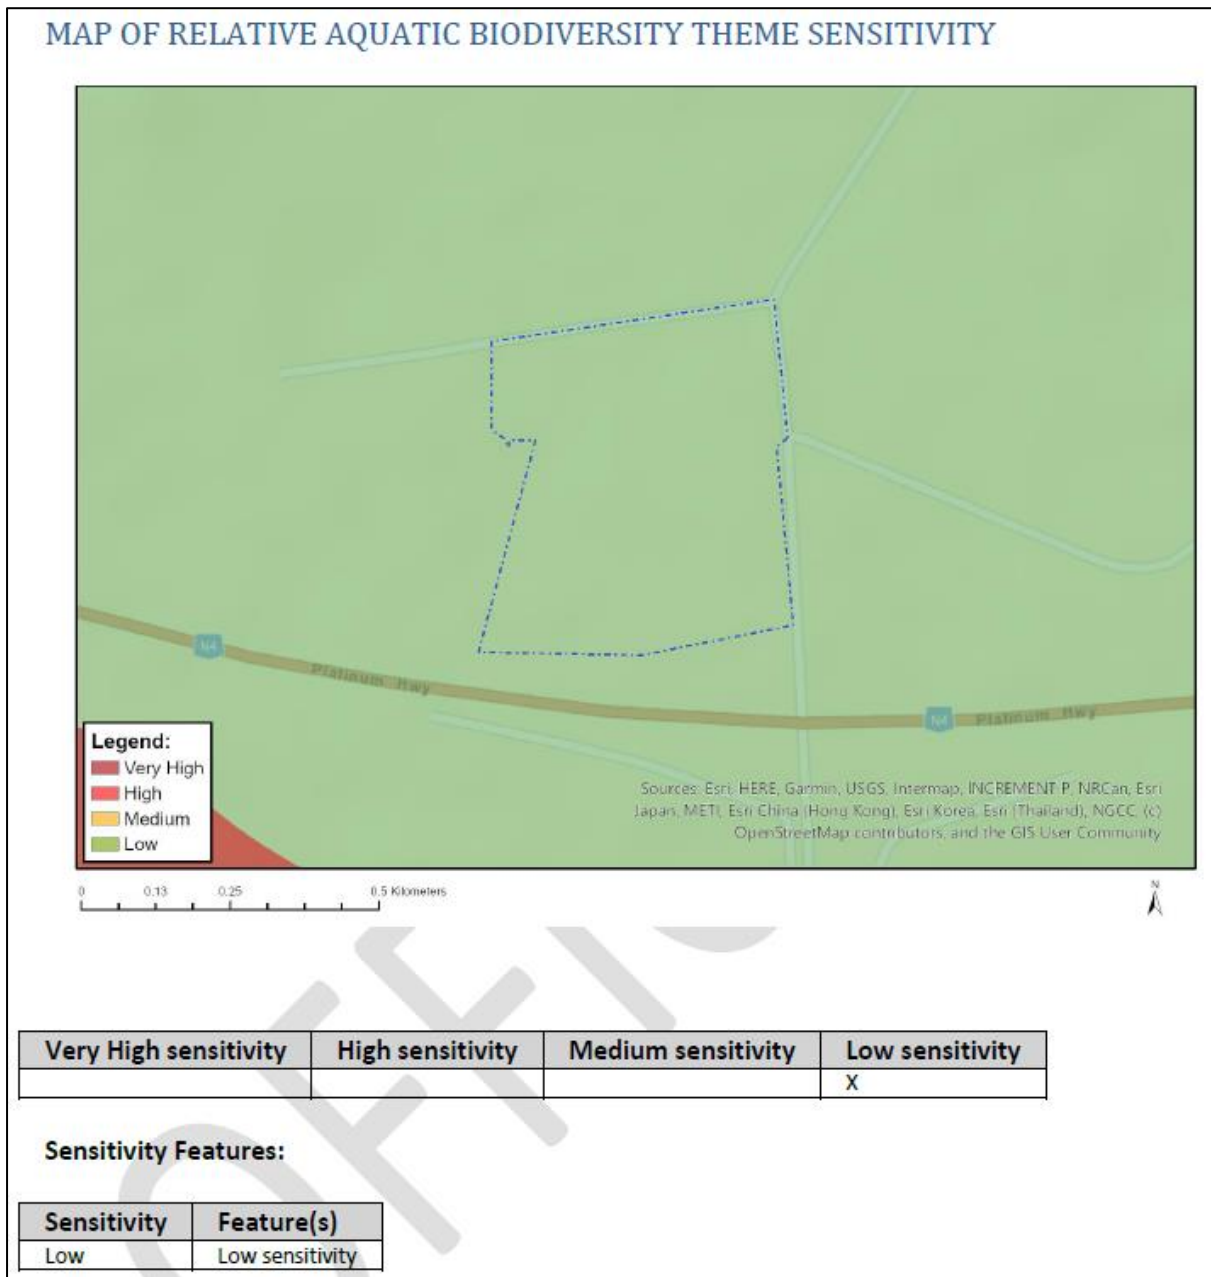 MAP OF RELATIVE AQUATIC BIODIVERSITY THEME SENSITIVITY
N4
Platinum Hwy
N4
Platinum Hwy
Legend:
Very High
High
Medium
Low
Sources: Esri, HERE, Garmin, USGS, Intermap, INCREMENT P, NRCan, Esri
Japan, METI, Esri China (Hong Kong), Esri Korea, Esri (Thailand), NGCC, (c)
OpenStreetMap contributors, and the GIS User Community
0 0.13 0.25 0.5 Kilometers
N
Very High sensitivity High sensitivity Medium sensitivity Low sensitivity
X
Sensitivity Features:
Sensitivity Feature(s)
Low Low sensitivity